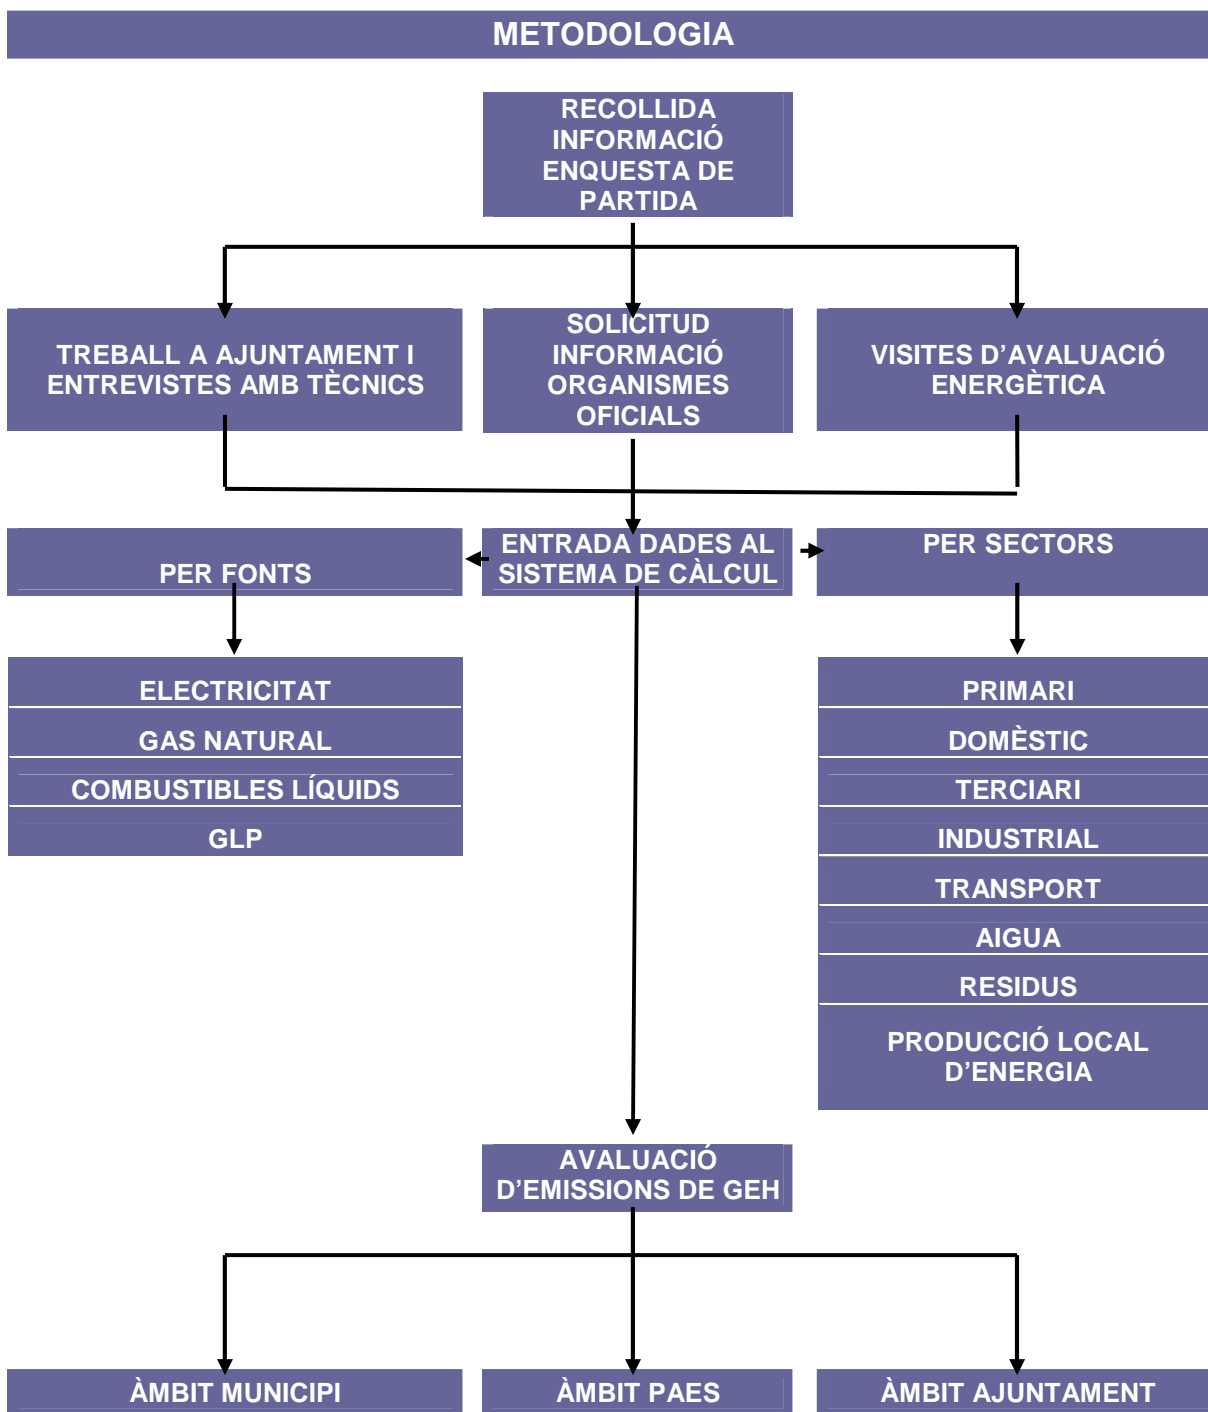 METODOLOGIA
RECOLLIDA
INFORMACIÓ
ENQUESTA DE
PARTIDA
TREBALL A AJUNTAMENT I
ENTREVISTES AMB TÈCNICS
SOLICITUD
INFORMACIÓ
ORGANISMES
OFICIALS
VISITES D’AVALUACIÓ
ENERGÈTICA
PER FONTS
ENTRADA DADES AL
SISTEMA DE CÀLCUL
PER SECTORS
ELECTRICITAT
GAS NATURAL
COMBUSTIBLES LÍQUIDS
GLP
PRIMARI
DOMÈSTIC
TERCIARI
INDUSTRIAL
TRANSPORT
AIGUA
RESIDUS
PRODUCCIÓ LOCAL
D’ENERGIA
AVALUACIÓ
D’EMISSIONS DE GEH
ÀMBIT MUNICIPI
ÀMBIT PAES
ÀMBIT AJUNTAMENT